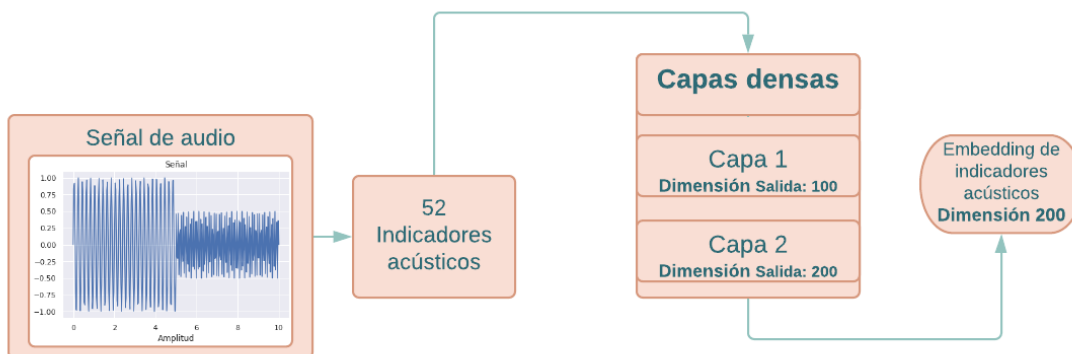 Señal de audio
Señal
1.00
0.75
0.50
0.25
0.00
−0.25
−0.50
−0.75
−1.00
0 2 4 6 8 10
Amplitud
52
Indicadores
acústicos
Capas densas
Capa 1
Dimensión Salida: 100
Capa 2
Dimensión Salida: 200
Embedding de
indicadores
acústicos
Dimensión 200